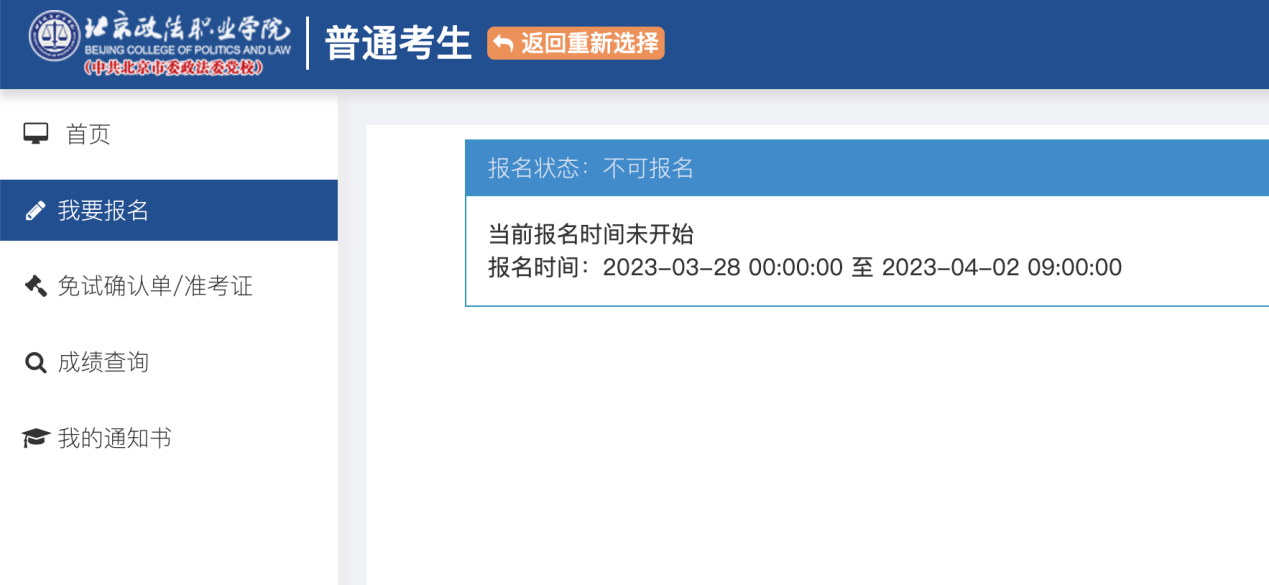 北京政法职业学院
BEIJING COLLEGE OF POLITICS AND LAW
(中共北京市委政法委党校)
普通考生
返回重新选择
首页
我要报名
免试确认单/准考证
成绩查询
我的通知书
报名状态：不可报名
当前报名时间未开始
报名时间：2023-03-28 00:00:00 至 2023-04-02 09:00:00